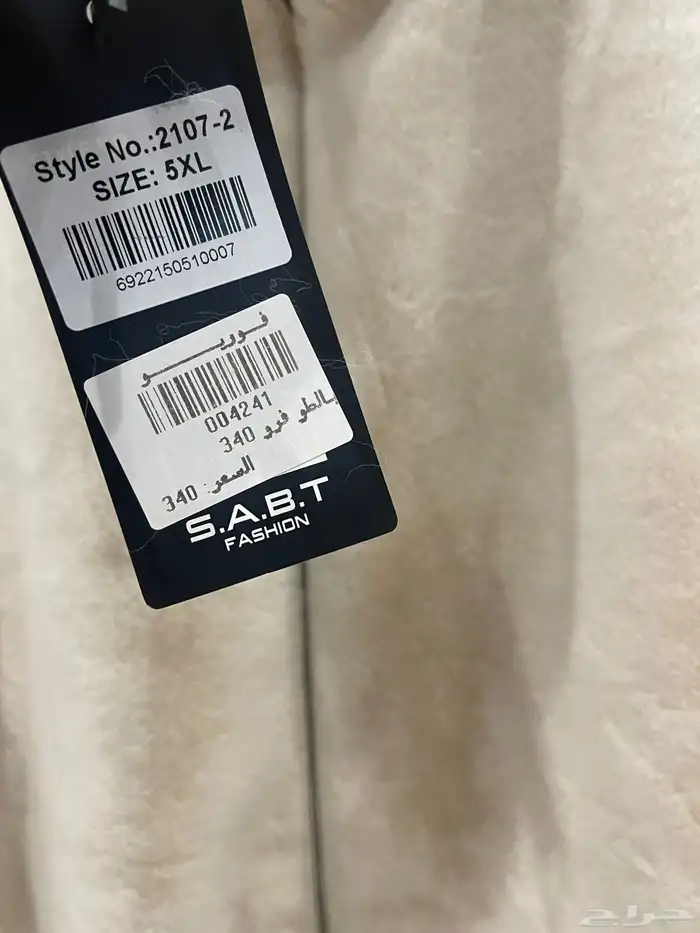 Style No.:2107-2
SIZE: 5XL
6922150510007
فوريو
004241
بالطو فرو 340
السعر: 340
S.A.B.T
FASHION
حراج